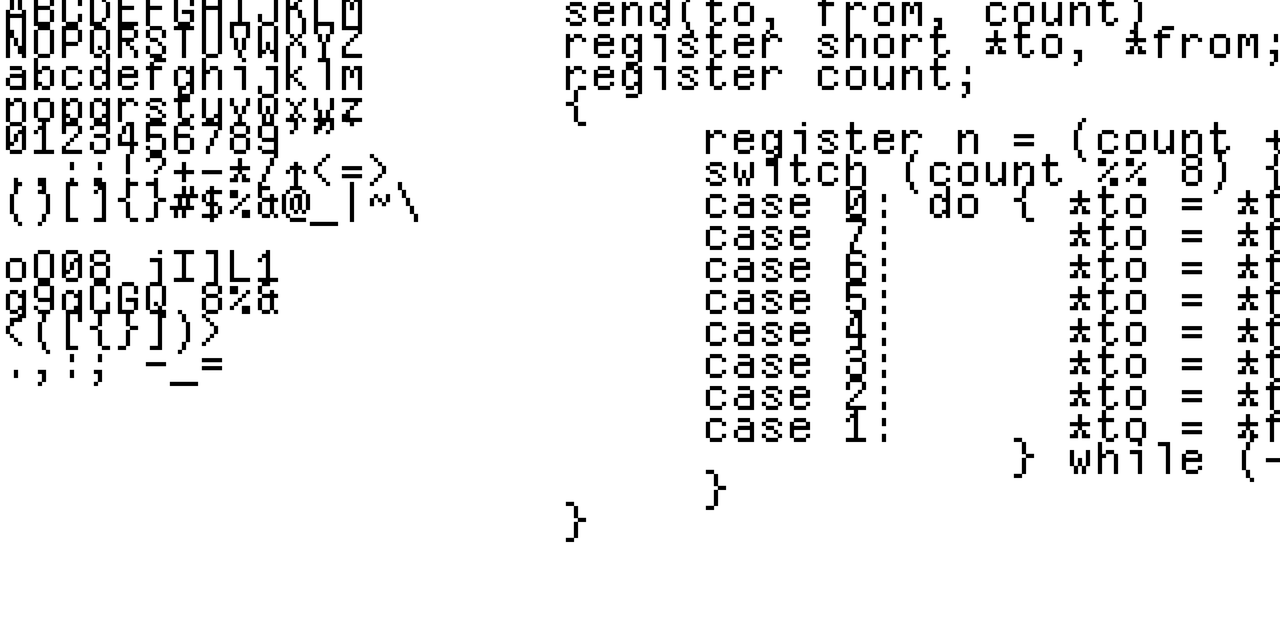 ABCDEFGHIJKLM
NOPQRSTUVWXYZ
abcdefghijklm
nopqrstuvwxyz
0123456789
.,:;!?+-*/↑<=>
()[]{}#$%&@_|~\
oO08 iIlL1
g9qCGQ 8%&
<([{}])>
.,:; -_=
send(to, from, count)
register short *to, *from;
register count;
{
register n = (count +
switch (count %% 8) {
case 0: do { *to = *f
case 7: *to = *f
case 6: *to = *f
case 5: *to = *f
case 4: *to = *f
case 3: *to = *f
case 2: *to = *f
case 1: *to = *f
} while (-
}
}